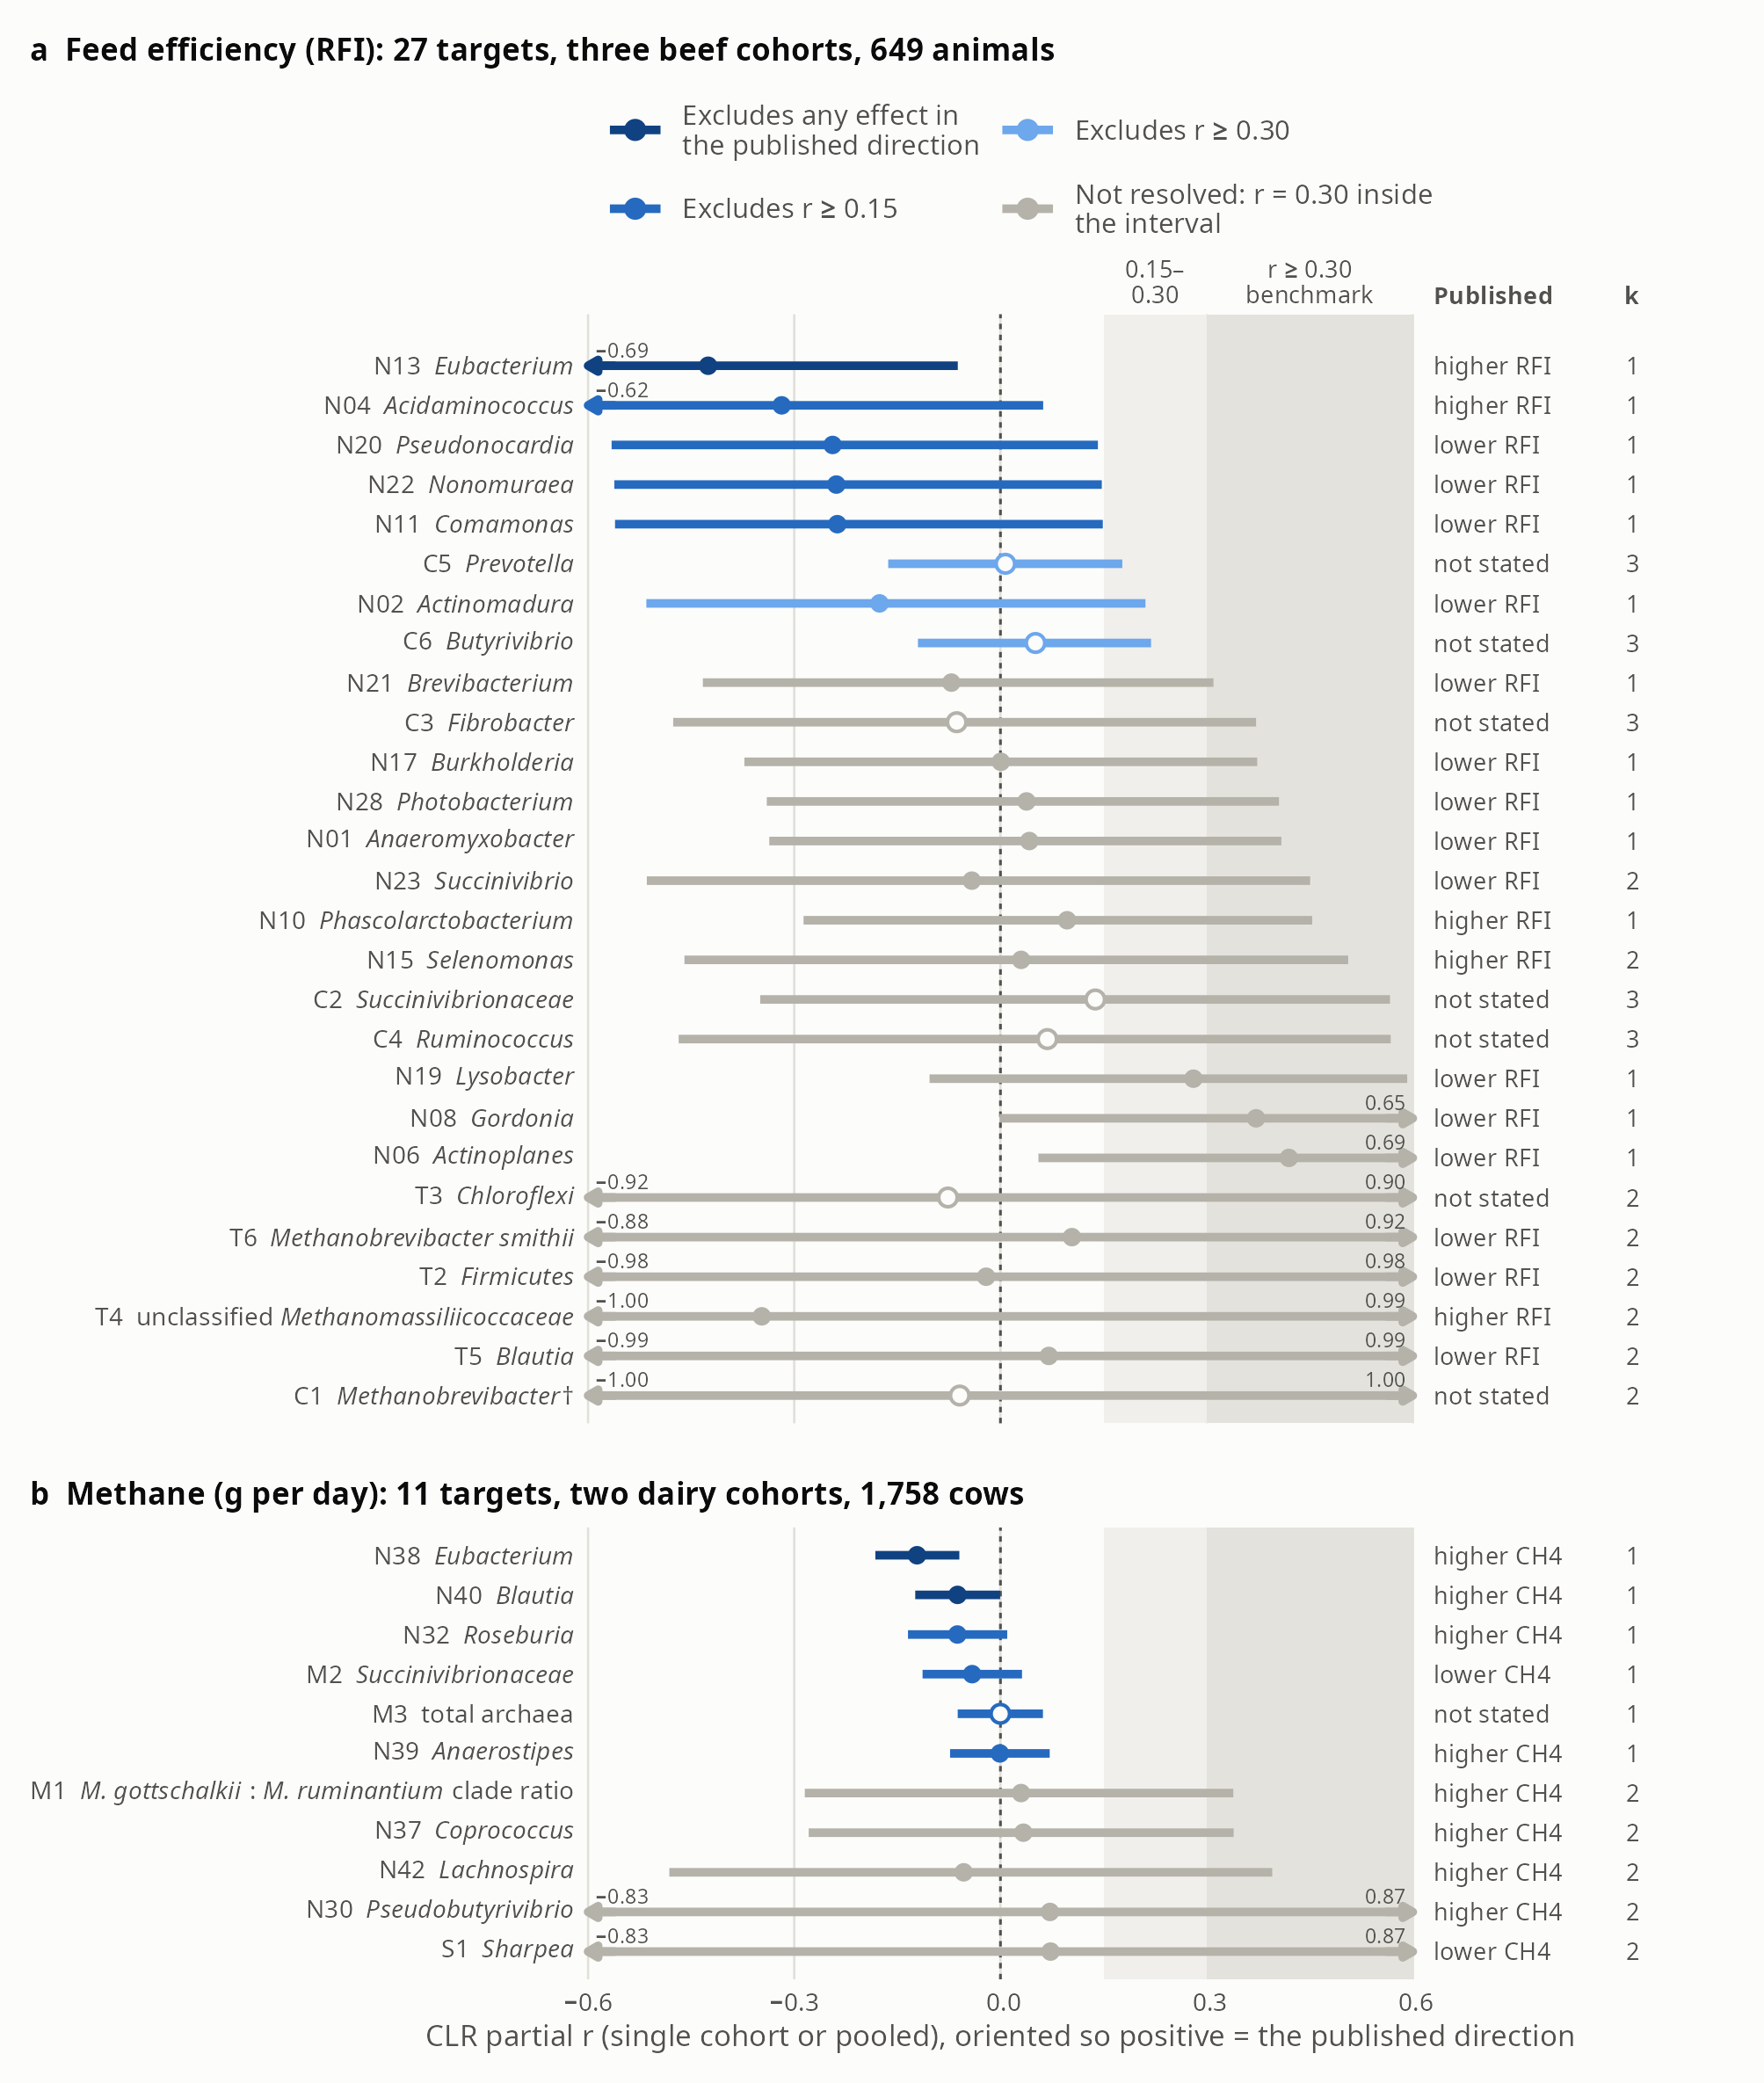 a Feed efficiency (RFI): 27 targets, three beef cohorts, 649 animals
Excludes any effect in
the published direction
Excludes r ≥ 0.30
Excludes r ≥ 0.15
Not resolved: r = 0.30 inside
the interval
0.15–
0.30
r ≥ 0.30
benchmark
Published k
N13 Eubacterium −0.69 higher RFI 1
N04 Acidaminococcus −0.62 higher RFI 1
N20 Pseudonocardia lower RFI 1
N22 Nonomuraea lower RFI 1
N11 Comamonas lower RFI 1
C5 Prevotella not stated 3
N02 Actinomadura lower RFI 1
C6 Butyrivibrio not stated 3
N21 Brevibacterium lower RFI 1
C3 Fibrobacter not stated 3
N17 Burkholderia lower RFI 1
N28 Photobacterium lower RFI 1
N01 Anaeromyxobacter lower RFI 1
N23 Succinivibrio lower RFI 2
N10 Phascolarctobacterium higher RFI 1
N15 Selenomonas higher RFI 2
C2 Succinivibrionaceae not stated 3
C4 Ruminococcus not stated 3
N19 Lysobacter lower RFI 1
N08 Gordonia 0.65 lower RFI 1
N06 Actinoplanes 0.69 lower RFI 1
T3 Chloroflexi −0.92 0.90 not stated 2
T6 Methanobrevibacter smithii −0.88 0.92 lower RFI 2
T2 Firmicutes −0.98 0.98 lower RFI 2
T4 unclassified Methanomassiliicoccaceae −1.00 0.99 higher RFI 2
T5 Blautia −0.99 0.99 lower RFI 2
C1 Methanobrevibacter† −1.00 1.00 not stated 2
b Methane (g per day): 11 targets, two dairy cohorts, 1,758 cows
N38 Eubacterium higher CH4 1
N40 Blautia higher CH4 1
N32 Roseburia higher CH4 1
M2 Succinivibrionaceae lower CH4 1
M3 total archaea not stated 1
N39 Anaerostipes higher CH4 1
M1 M. gottschalkii : M. ruminantium clade ratio higher CH4 2
N37 Coprococcus higher CH4 2
N42 Lachnospira higher CH4 2
N30 Pseudobutyrivibrio −0.83 0.87 higher CH4 2
S1 Sharpea −0.83 0.87 lower CH4 2
−0.6 −0.3 0.0 0.3 0.6
CLR partial r (single cohort or pooled), oriented so positive = the published direction